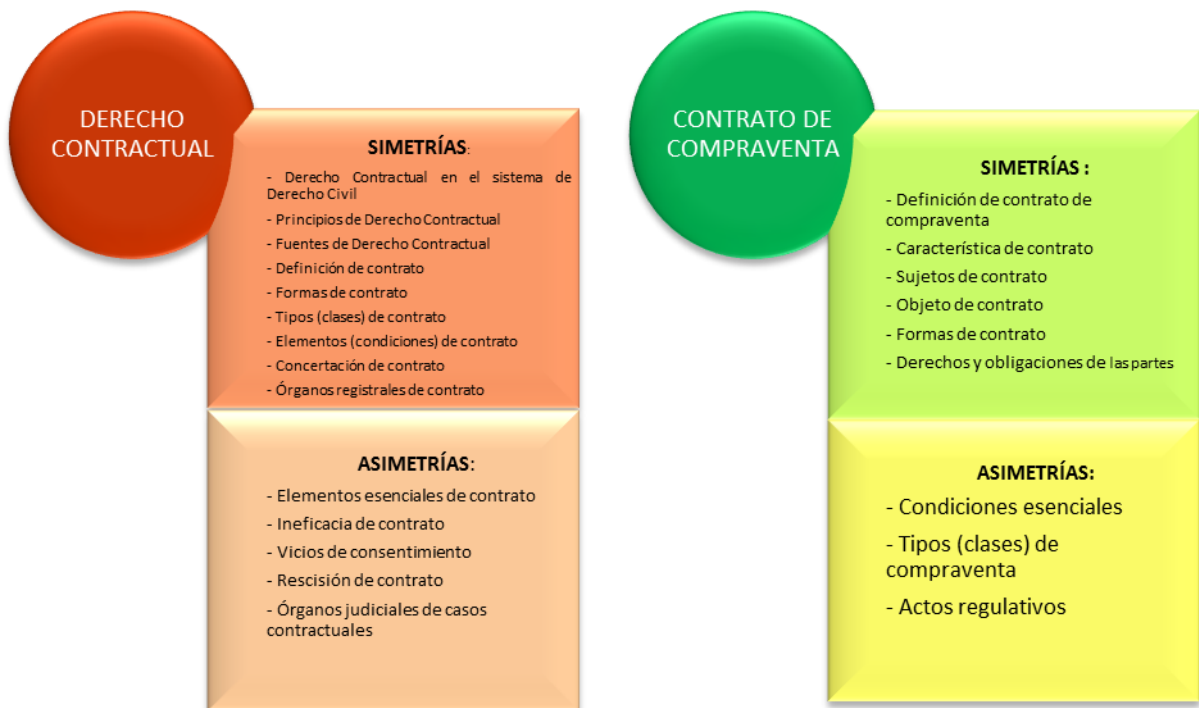 DERECHO
CONTRACTUAL
SIMETRÍAS:
- Derecho Contractual en el sistema de
Derecho Civil
- Principios de Derecho Contractual
- Fuentes de Derecho Contractual
- Definición de contrato
- Formas de contrato
- Tipos (clases) de contrato
- Elementos (condiciones) de contrato
- Concertación de contrato
- Órganos registrales de contrato
ASIMETRÍAS:
- Elementos esenciales de contrato
- Ineficacia de contrato
- Vicios de consentimiento
- Rescisión de contrato
- Órganos judiciales de casos
contractuales
CONTRATO DE
COMPRAVENTA
SIMETRÍAS :
- Definición de contrato de
compraventa
- Característica de contrato
- Sujetos de contrato
- Objeto de contrato
- Formas de contrato
- Derechos y obligaciones de las partes
ASIMETRÍAS:
- Condiciones esenciales
- Tipos (clases) de
compraventa
- Actos regulativos